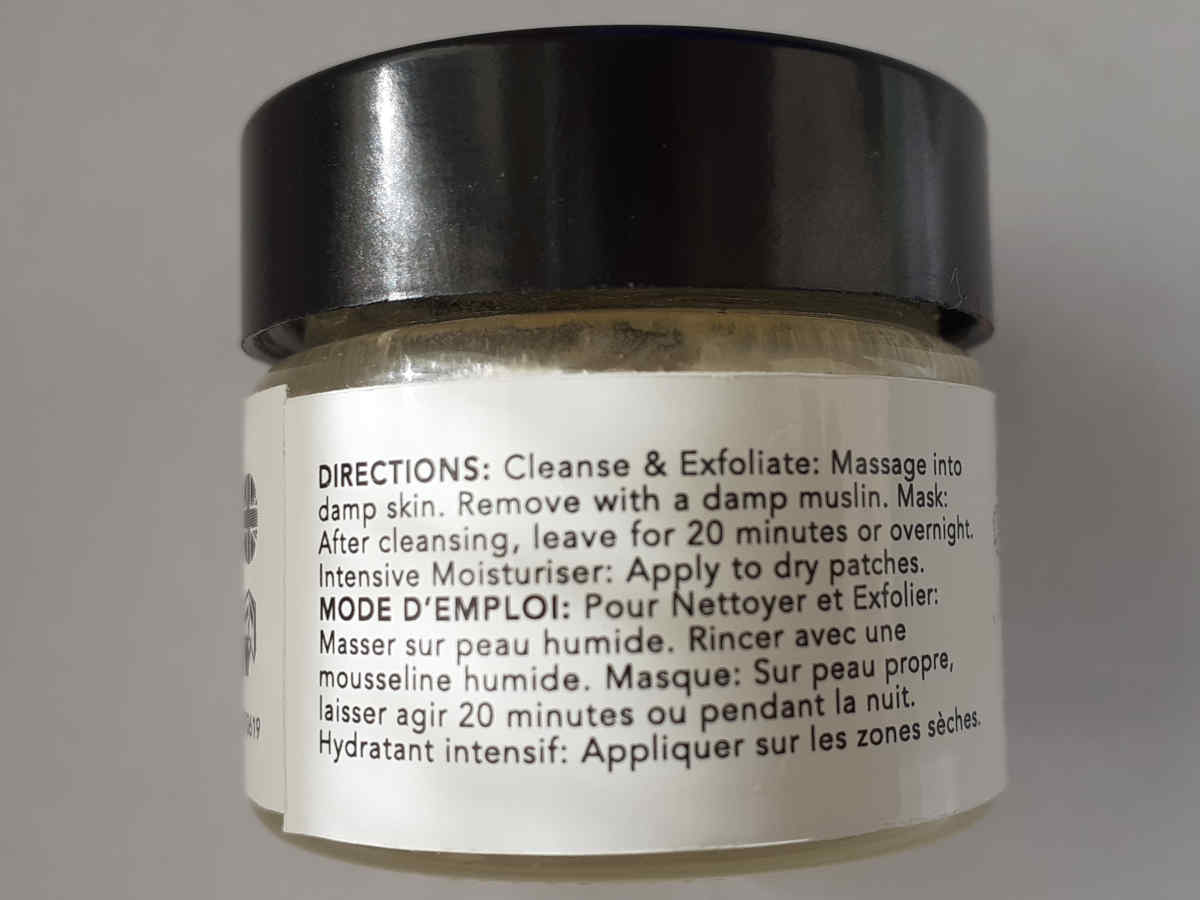 DIRECTIONS: Cleanse & Exfoliate: Massage into
damp skin. Remove with a damp muslin. Mask:
After cleansing, leave for 20 minutes or overnight.
Intensive Moisturiser: Apply to dry patches.
MODE D'EMPLOI: Pour Nettoyer et Exfolier:
Masser sur peau humide. Rincer avec une
mousseline humide. Masque: Sur peau propre,
laisser agir 20 minutes ou pendant la nuit.
Hydratant intensif: Appliquer sur les zones sèches.